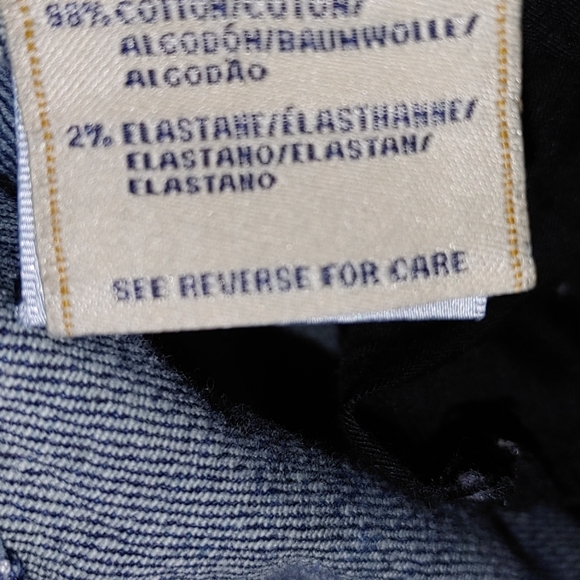 98% COTTON/COTON/
ALGODÓN/BAUMWOLLE/
ALGODÃO
2% ELASTANE/ÉLASTHANNE/
ELASTANO/ELASTAN/
ELASTANO
SEE REVERSE FOR CARE